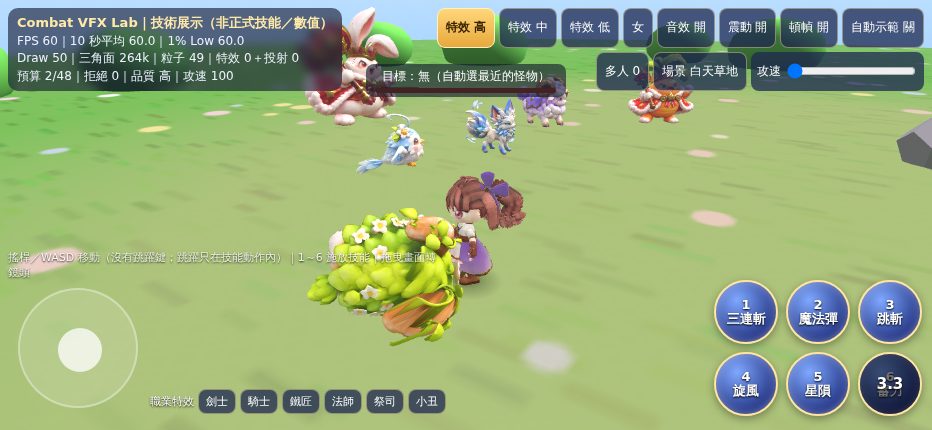 Combat VFX Lab｜技術展示（非正式技能／數值）
FPS 60｜10 秒平均 60.0｜1% Low 60.0
Draw 50｜三角面 264k｜粒子 49｜特效 0＋投射 0
預算 2/48｜拒絕 0｜品質 高｜攻速 100
特效 高
特效 中
特效 低
女
音效 開
震動 開
頓幀 開
自動示範 關
目標：無（自動選最近的怪物）
多人 0
場景 白天草地
攻速
搖桿／WASD 移動（沒有跳躍鍵；跳躍只在技能動作內）｜1～6 施放技能｜拖曳畫面轉
鏡頭
1
三連斬
2
魔法彈
3
跳斬
4
旋風
5
星隕
3.3
職業特效
劍士
騎士
鐵匠
法師
祭司
小丑